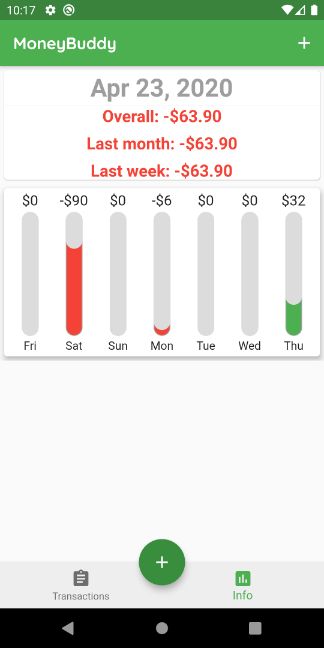 10:17
MoneyBuddy
Apr 23, 2020
Overall: -$63.90
Last month: -$63.90
Last week: -$63.90
$0 -$90 $0 -$6 $0 $0 $32
Fri Sat Sun Mon Tue Wed Thu
Transactions Info